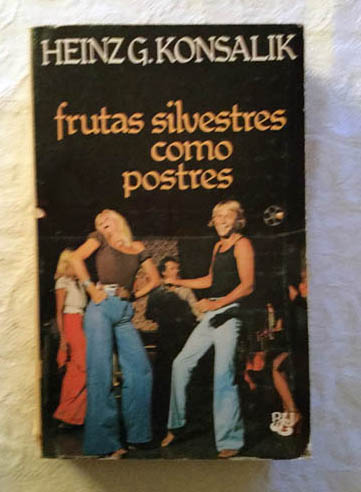 HEINZ G. KONSALIK
frutas silvestres
como
postres